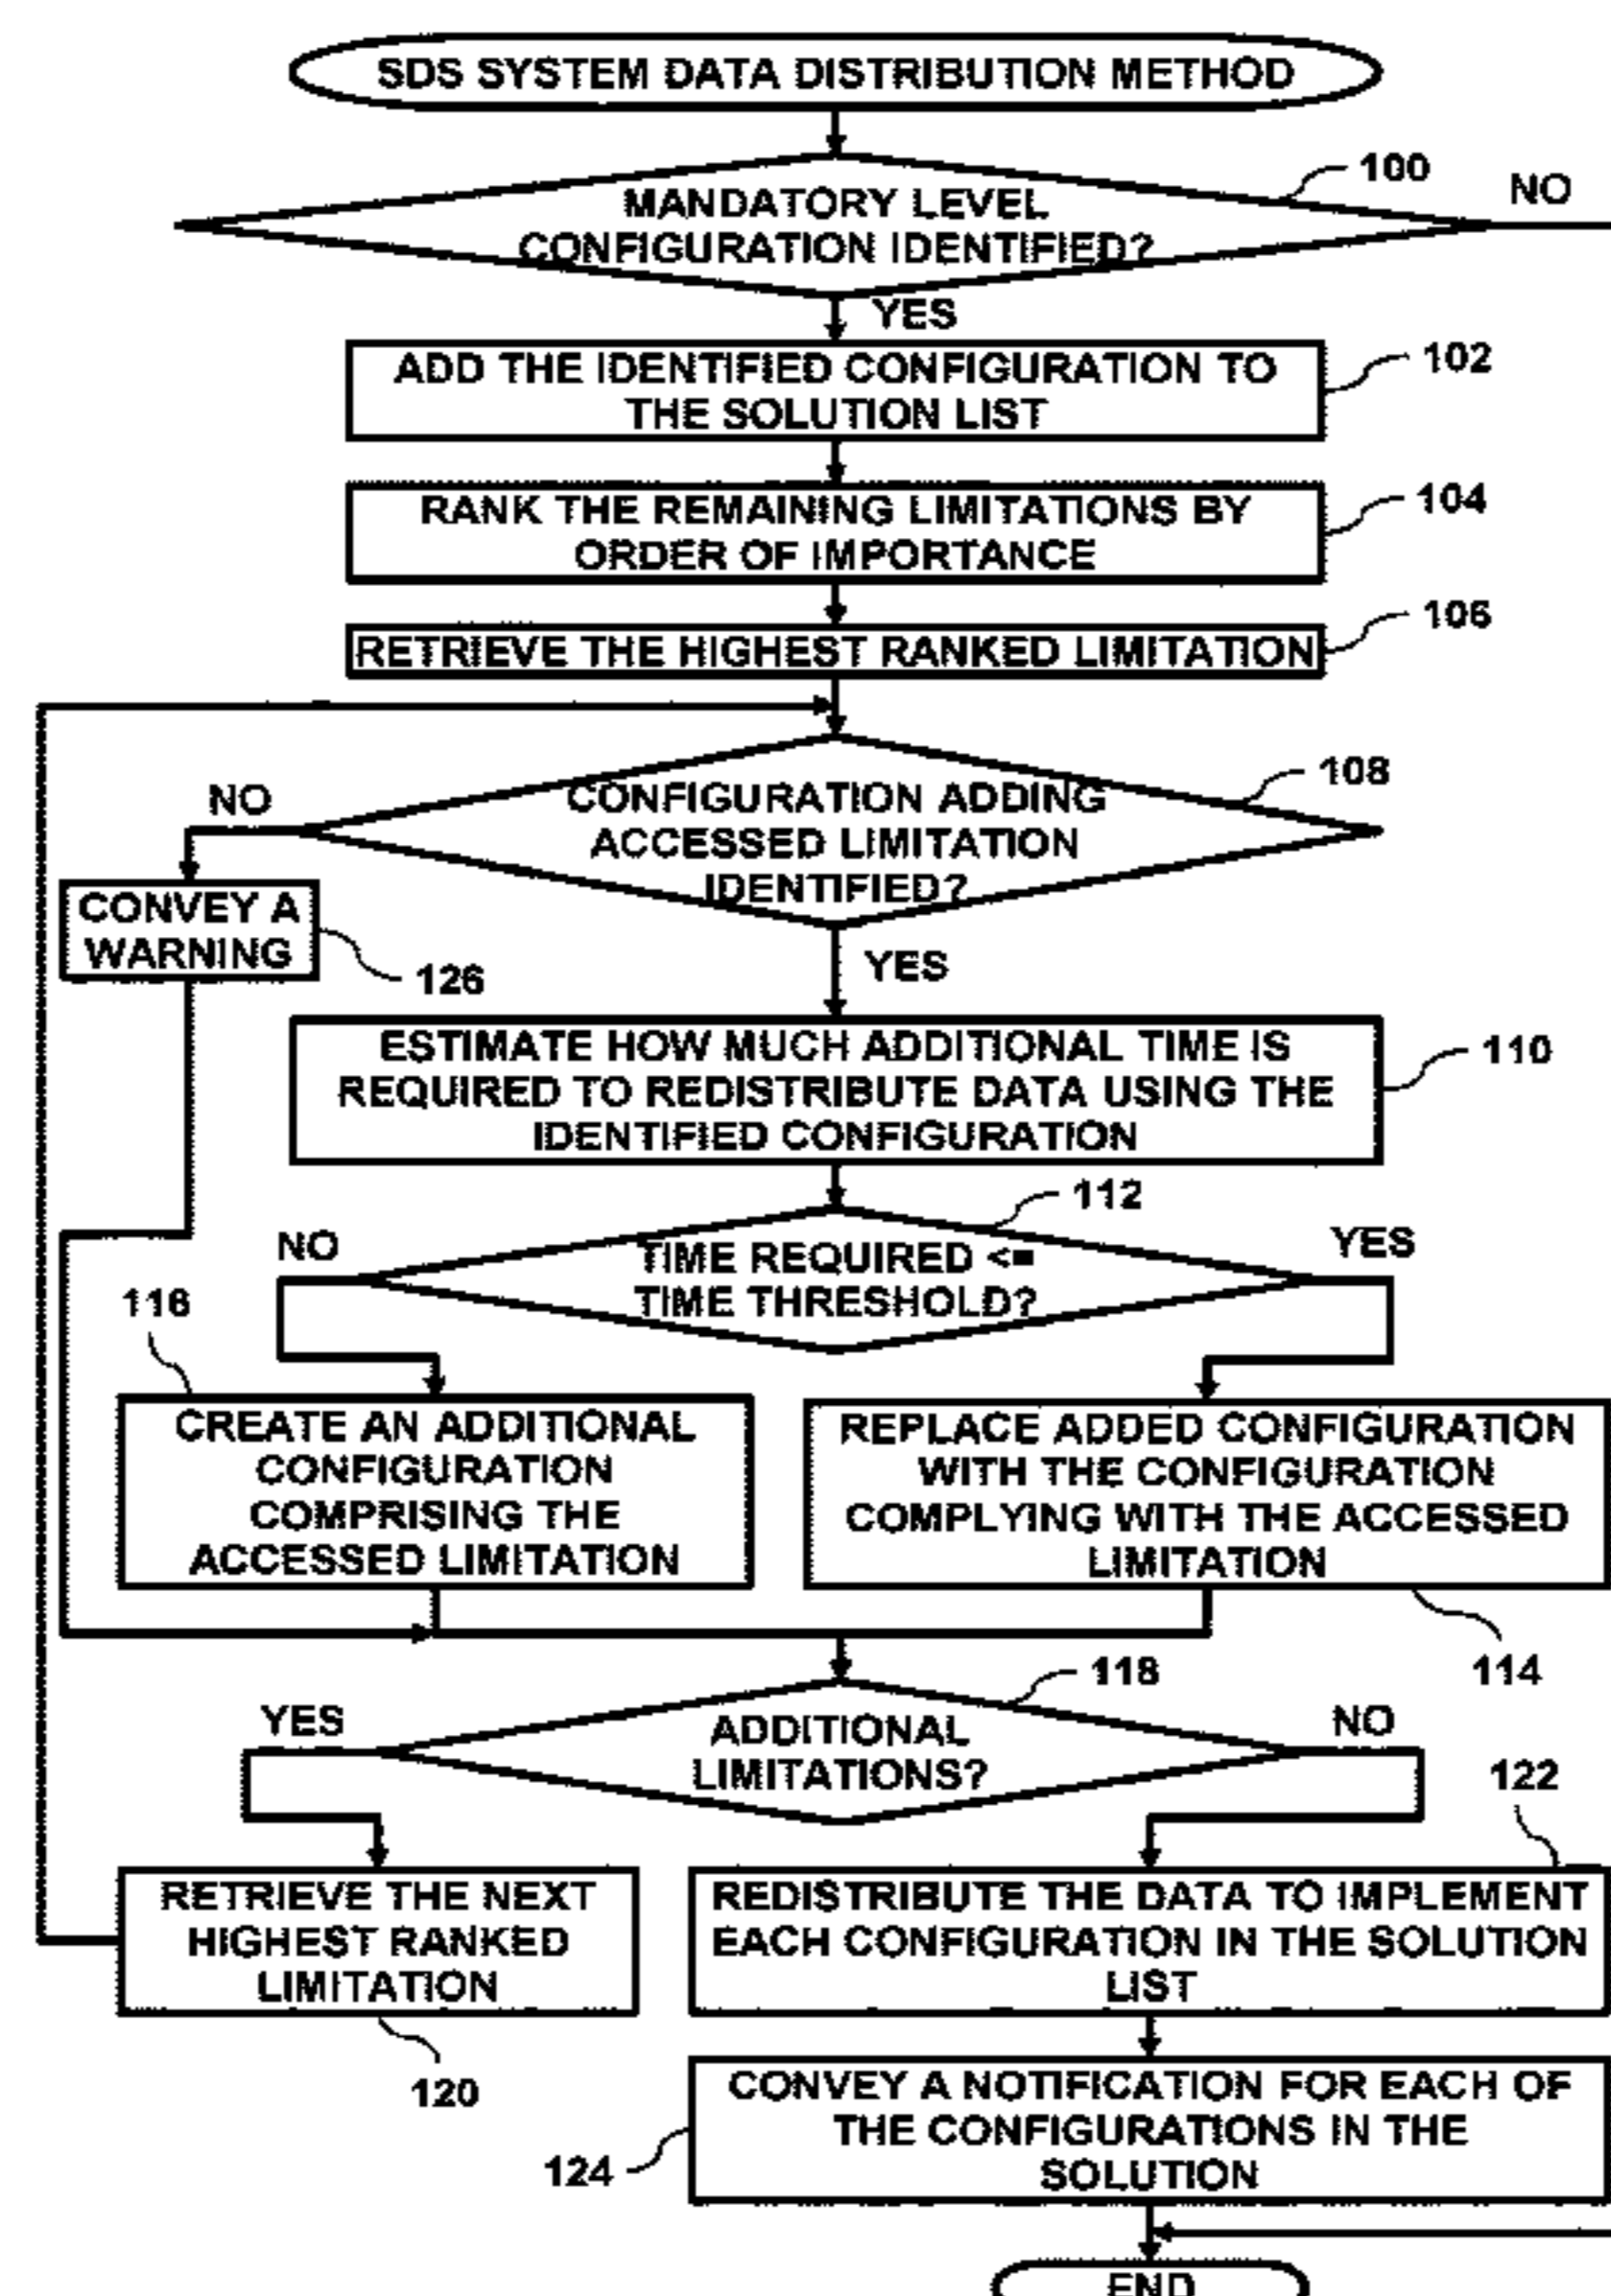 SDS SYSTEM DATA DISTRIBUTION METHOD
100
NO
MANDATORY LEVEL
CONFIGURATION IDENTIFIED?
YES
ADD THE IDENTIFIED CONFIGURATION TO
THE SOLUTION LIST
102
RANK THE REMAINING LIMITATIONS BY
ORDER OF IMPORTANCE
104
RETRIEVE THE HIGHEST RANKED LIMITATION
106
108
NO
CONFIGURATION ADDING
ACCESSED LIMITATION
IDENTIFIED?
CONVEY A
WARNING
126
YES
ESTIMATE HOW MUCH ADDITIONAL TIME IS
REQUIRED TO REDISTRIBUTE DATA USING THE
IDENTIFIED CONFIGURATION
110
112
NO
YES
TIME REQUIRED <=
TIME THRESHOLD?
116
CREATE AN ADDITIONAL
CONFIGURATION
COMPRISING THE
ACCESSED LIMITATION
REPLACE ADDED CONFIGURATION
WITH THE CONFIGURATION
COMPLYING WITH THE ACCESSED
LIMITATION
114
118
YES
NO
ADDITIONAL
LIMITATIONS?
122
RETRIEVE THE NEXT
HIGHEST RANKED
LIMITATION
120
REDISTRIBUTE THE DATA TO IMPLEMENT
EACH CONFIGURATION IN THE SOLUTION
LIST
CONVEY A NOTIFICATION FOR EACH OF
THE CONFIGURATIONS IN THE
SOLUTION
124
END